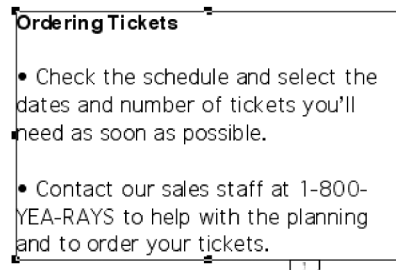 Ordering Tickets
• Check the schedule and select the
dates and number of tickets you'll
need as soon as possible.
• Contact our sales staff at 1-800-
YEA-RAYS to help with the planning
and to order your tickets.